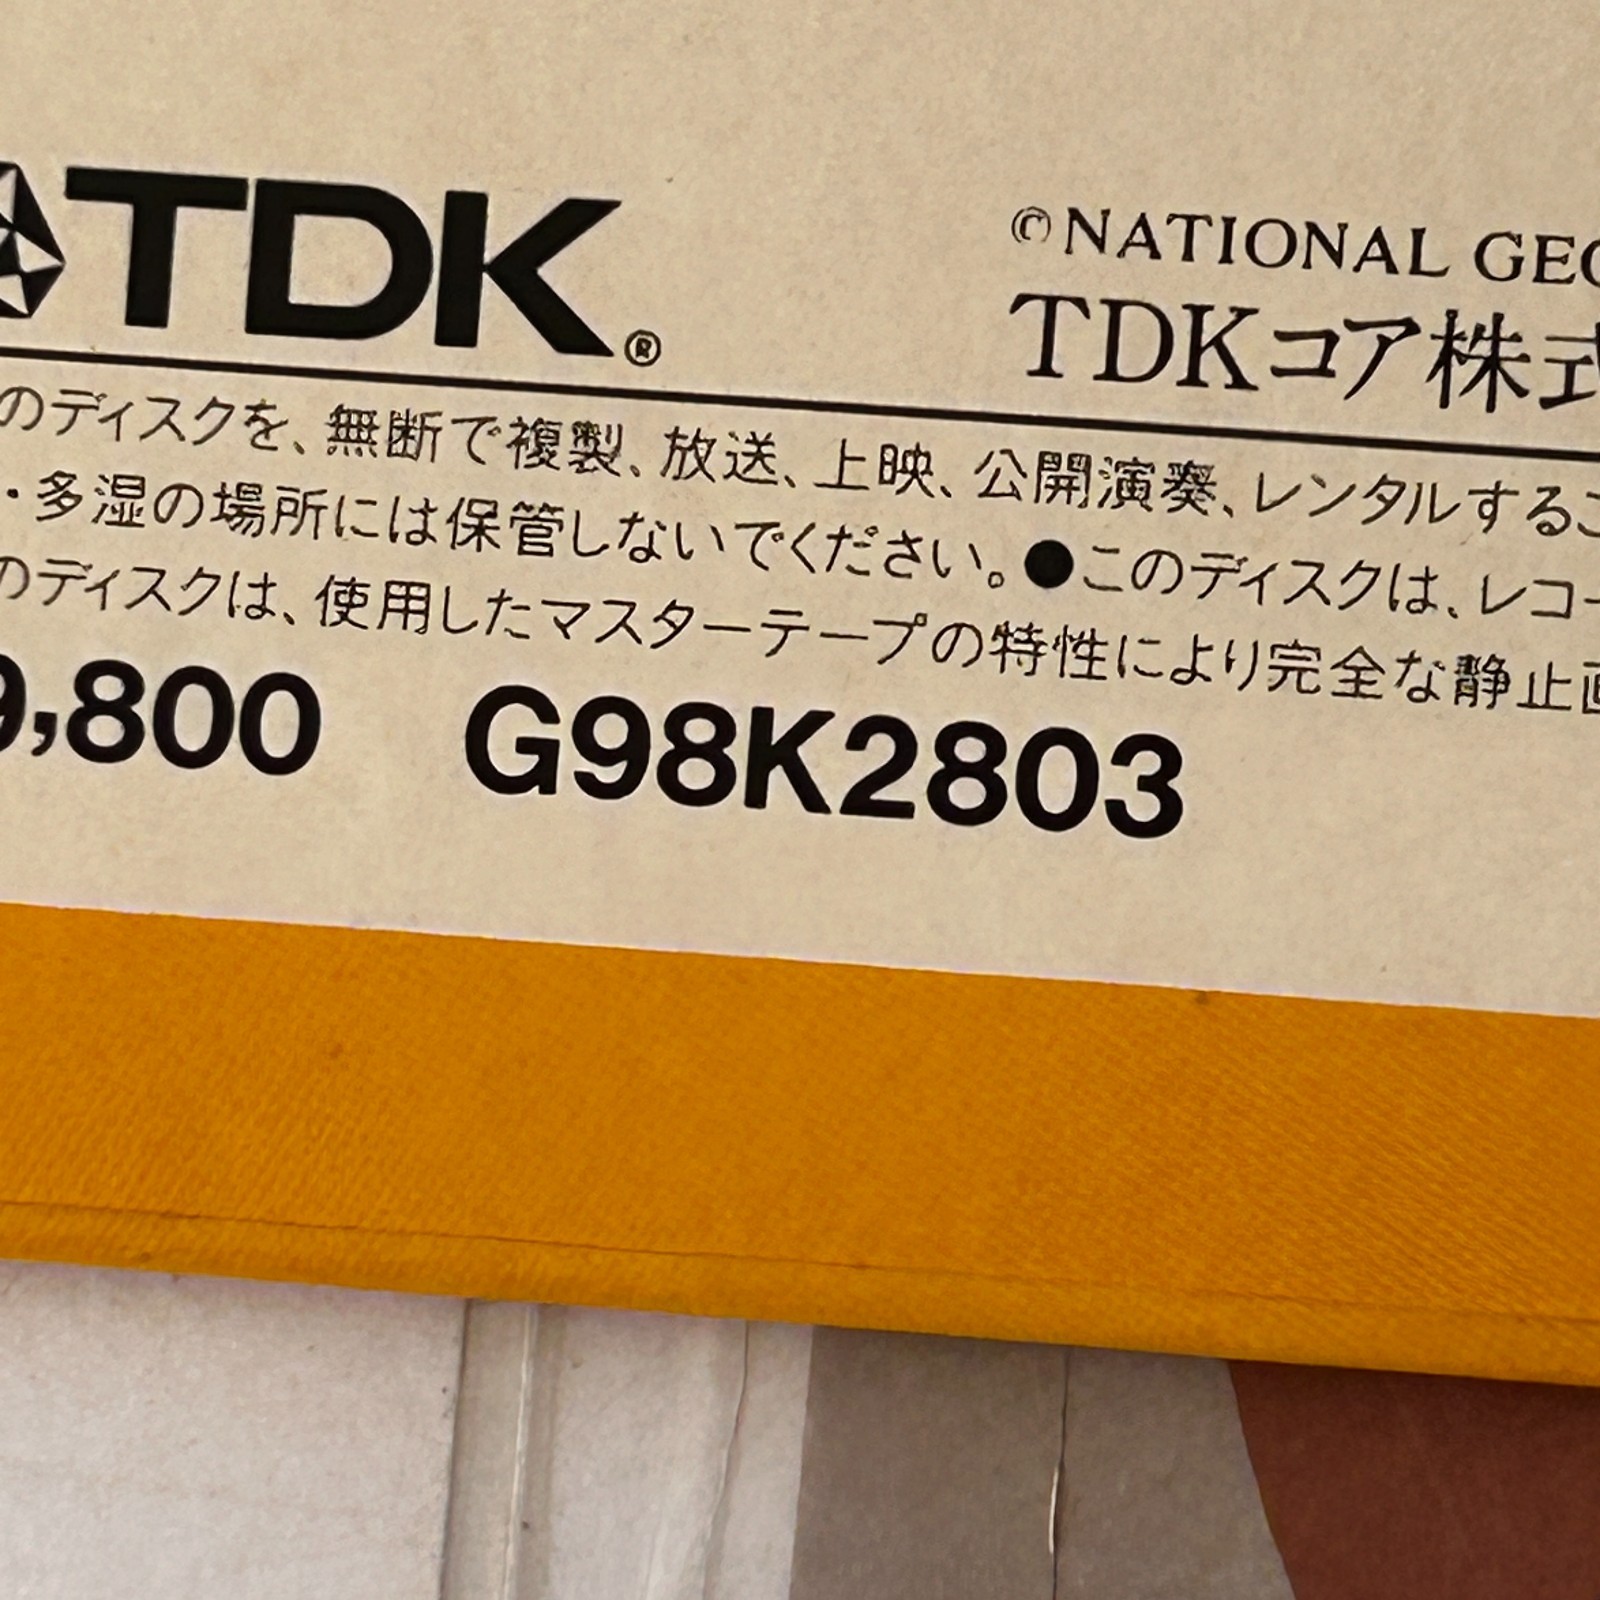 TDK®
©NATIONAL GEO
TDKコア株式
のディスクを、無断で複製、放送、上映、公開演奏、レンタルするこ
・多湿の場所には保管しないでください。●このディスクは、レコー
のディスクは、使用したマスターテープの特性により完全な静止画
9,800 G98K2803